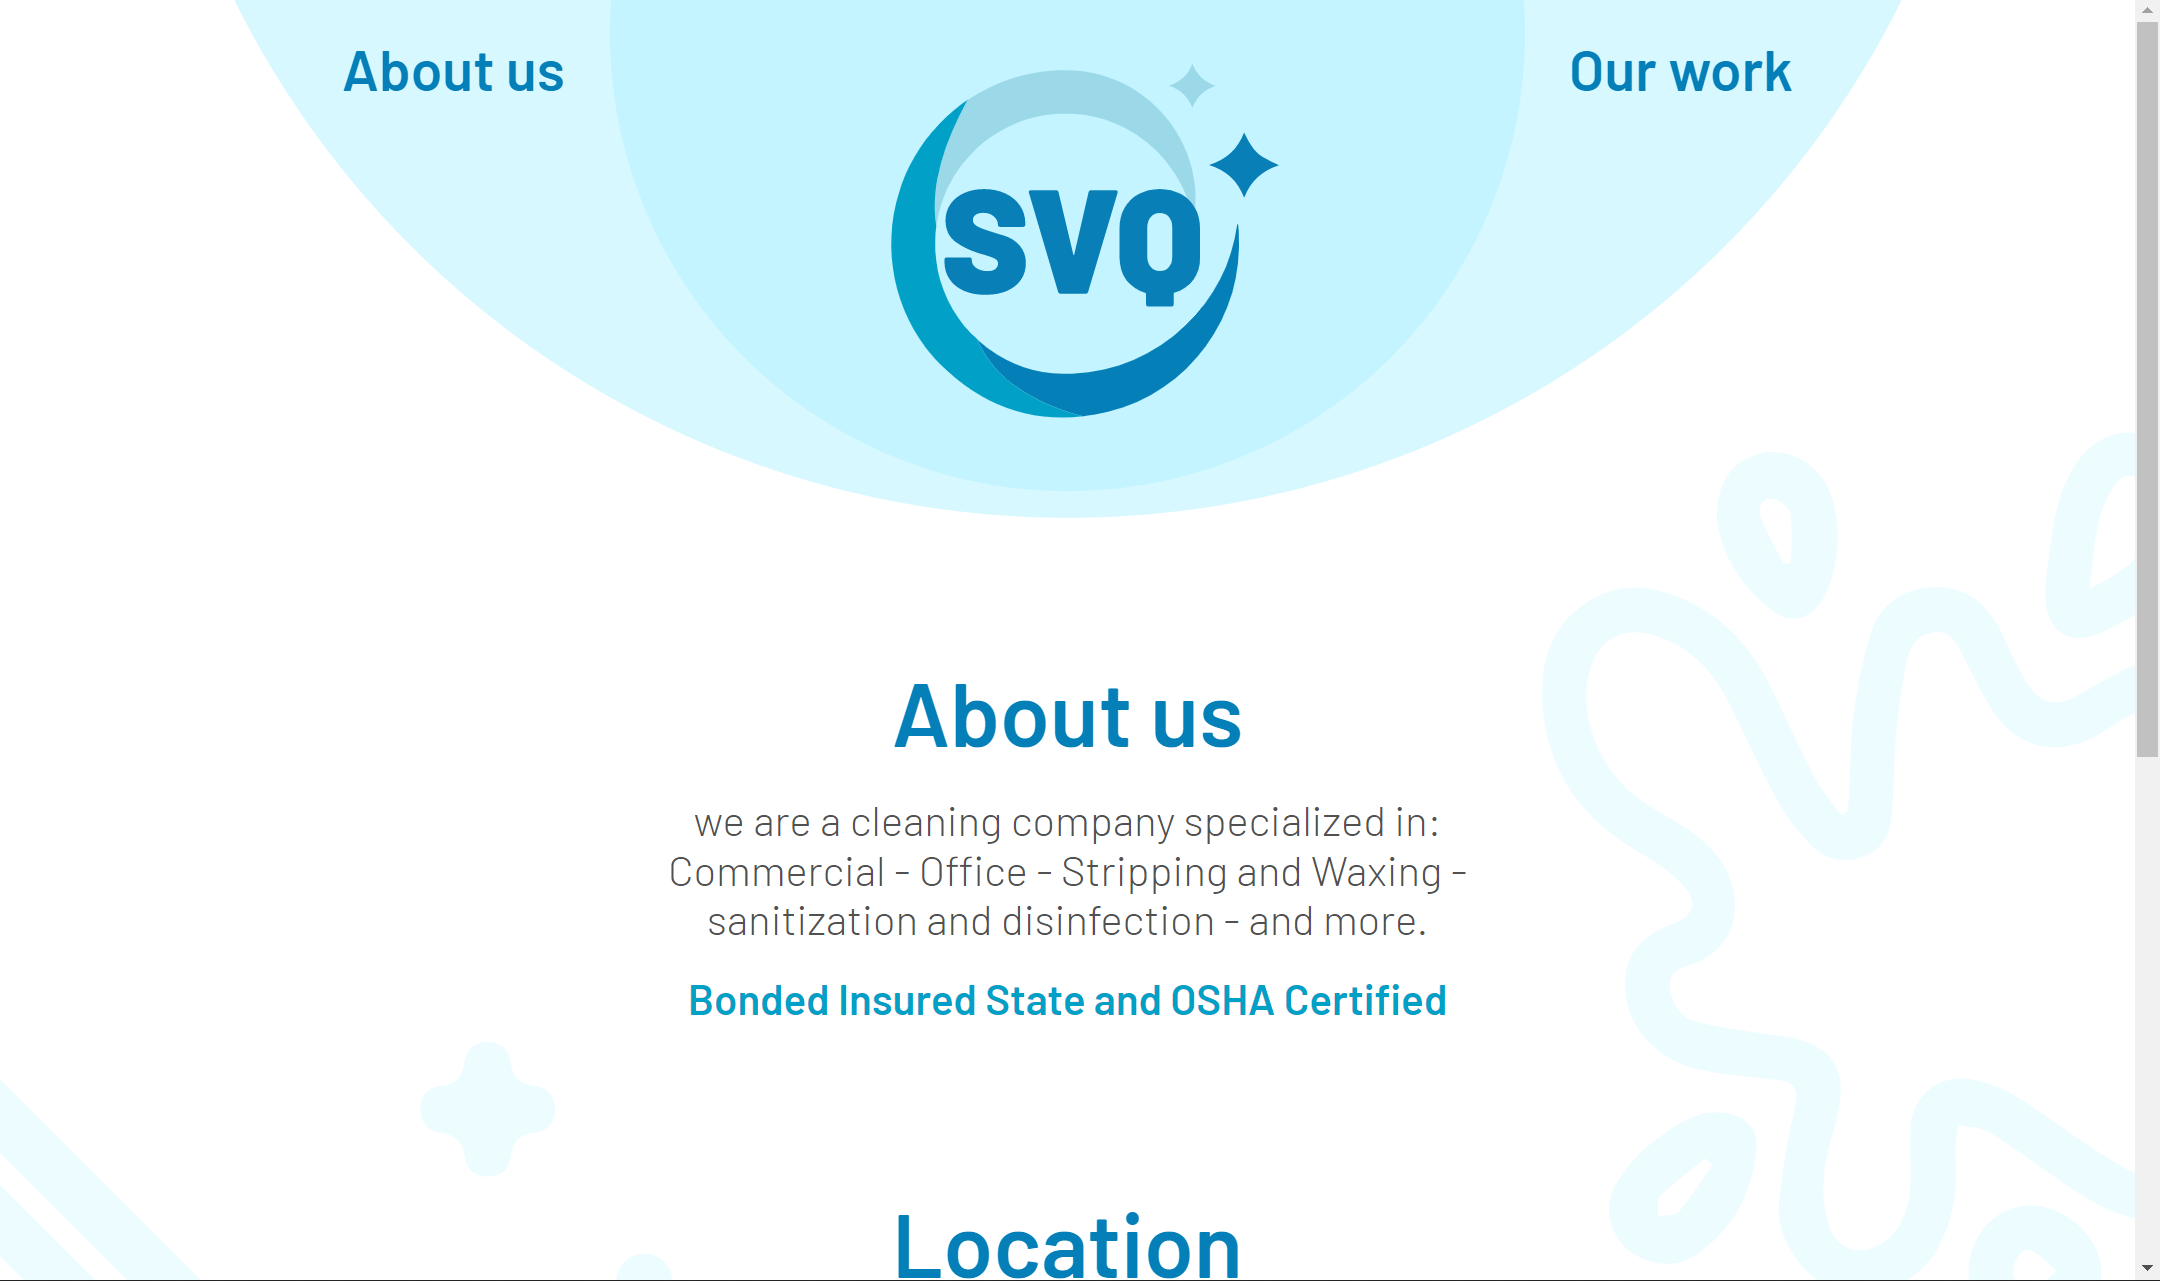 About us
Our work
SVQ
About us
we are a cleaning company specialized in:
Commercial - Office - Stripping and Waxing -
sanitization and disinfection - and more.
Bonded Insured State and OSHA Certified
Location